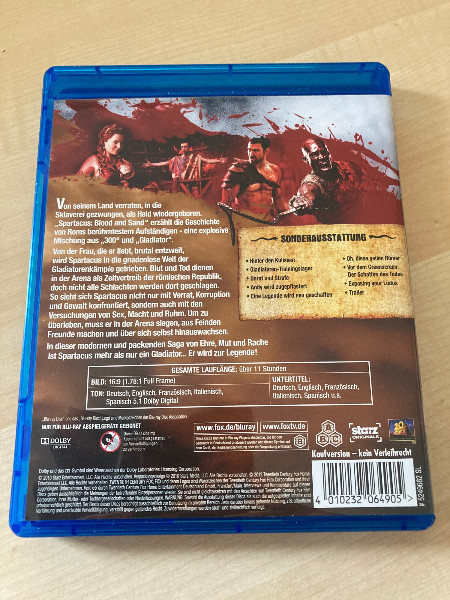 Von seinem Land verraten, in die
Sklaverei gezwungen, als Held wiedergeboren.
„Spartacus: Blood and Sand“ erzählt die Geschichte
von Roms berühmtestem Aufständigen - eine explosive
Mischung aus „300“ und „Gladiator“.
Von der Frau, die er liebt, brutal entzweit,
wird Spartacus in die gnadenlose Welt der
Gladiatorenkämpfe getrieben. Blut und Tod dienen
in der Arena als Zeitvertreib der römischen Republik,
doch nicht alle Schlachten werden dort geschlagen.
So sieht sich Spartacus nicht nur mit Verrat, Korruption
und Gewalt konfrontiert, sondern auch mit den
Versuchungen von Sex, Macht und Ruhm. Um zu
überleben, muss er in der Arena siegen, aus Feinden
Freunde machen und über sich selbst hinauswachsen.
In dieser modernen und packenden Saga von Ehre, Mut und Rache
ist Spartacus mehr als nur ein Gladiator... Er wird zur Legende!
SONDERAUSSTATTUNG
• Hinter den Kulissen
• Gladiatoren-Trainingslager
• Andy wird zugepflastert
• Eine Legende wird neu geschaffen
• Oh, diese geilen Römer
• Vor dem Gnadenstoß:
Der Schatten des Todes
• Exposing your Ludus
• Trailer
GESAMTE LAUFLÄNGE: über 11 Stunden
BILD: 16:9 (1.78:1 Full Frame)
TON: Deutsch, Englisch, Französisch, Italienisch,
Spanisch 5.1 Dolby Digital
UNTERTITEL:
Deutsch, Englisch, Französisch,
Italienisch, Spanisch u.a.
NUR FÜR BLU-RAY ABSPIELGERÄTE GEEIGNET
DOLBY
DIGITAL
www.fox.de/bluray
www.foxtv.de
starz
ORIGINALS
Kaufversion - kein Verleihrecht
4 010232 064905